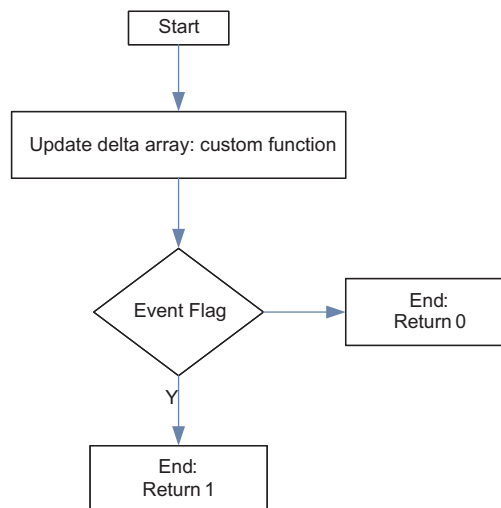 Start
Update delta array: custom function
Event Flag
End:
Return 0
Y
End:
Return 1